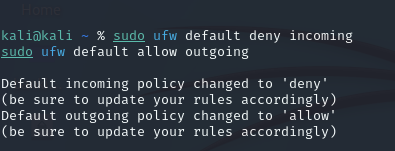 Home
kali@kali ~ % sudo ufw default deny incoming
sudo ufw default allow outgoing
Default incoming policy changed to 'deny'
(be sure to update your rules accordingly)
Default outgoing policy changed to 'allow'
(be sure to update your rules accordingly)